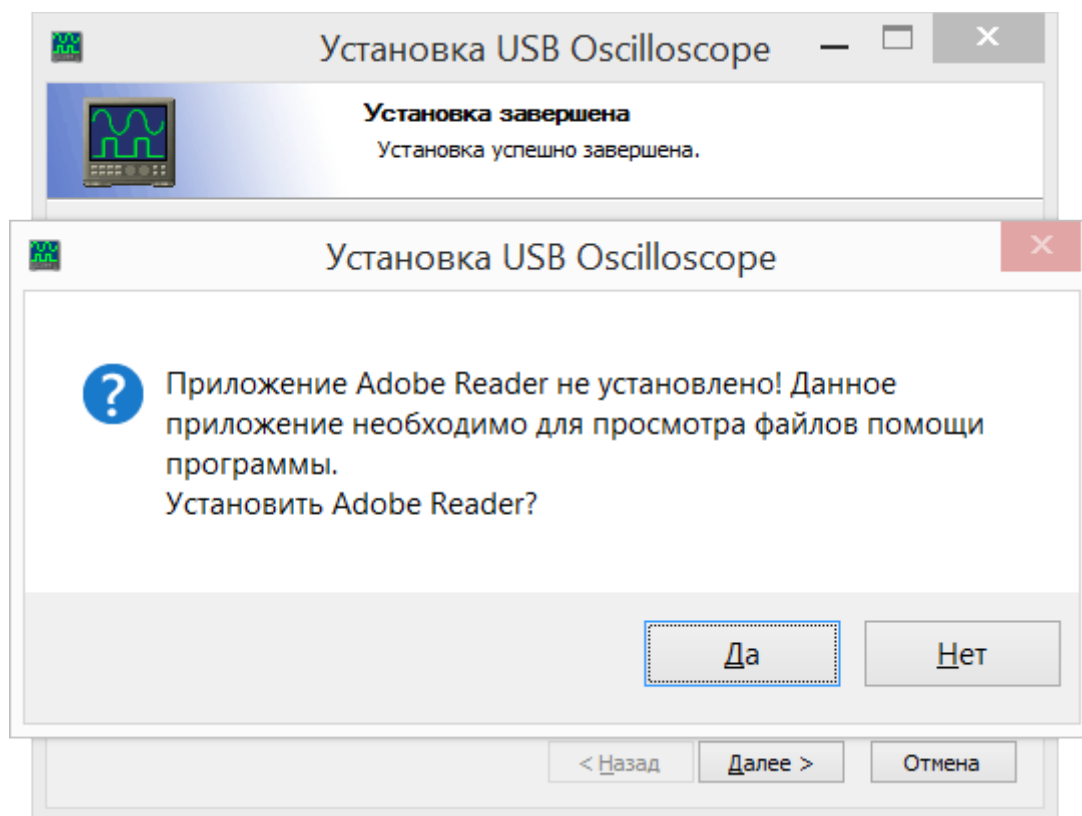 Установка USB Oscilloscope
Установка завершена
Установка успешно завершена.
Установка USB Oscilloscope
Приложение Adobe Reader не установлено! Данное
приложение необходимо для просмотра файлов помощи
программы.
Установить Adobe Reader?
Да
Нет
< Назад
Далее >
Отмена